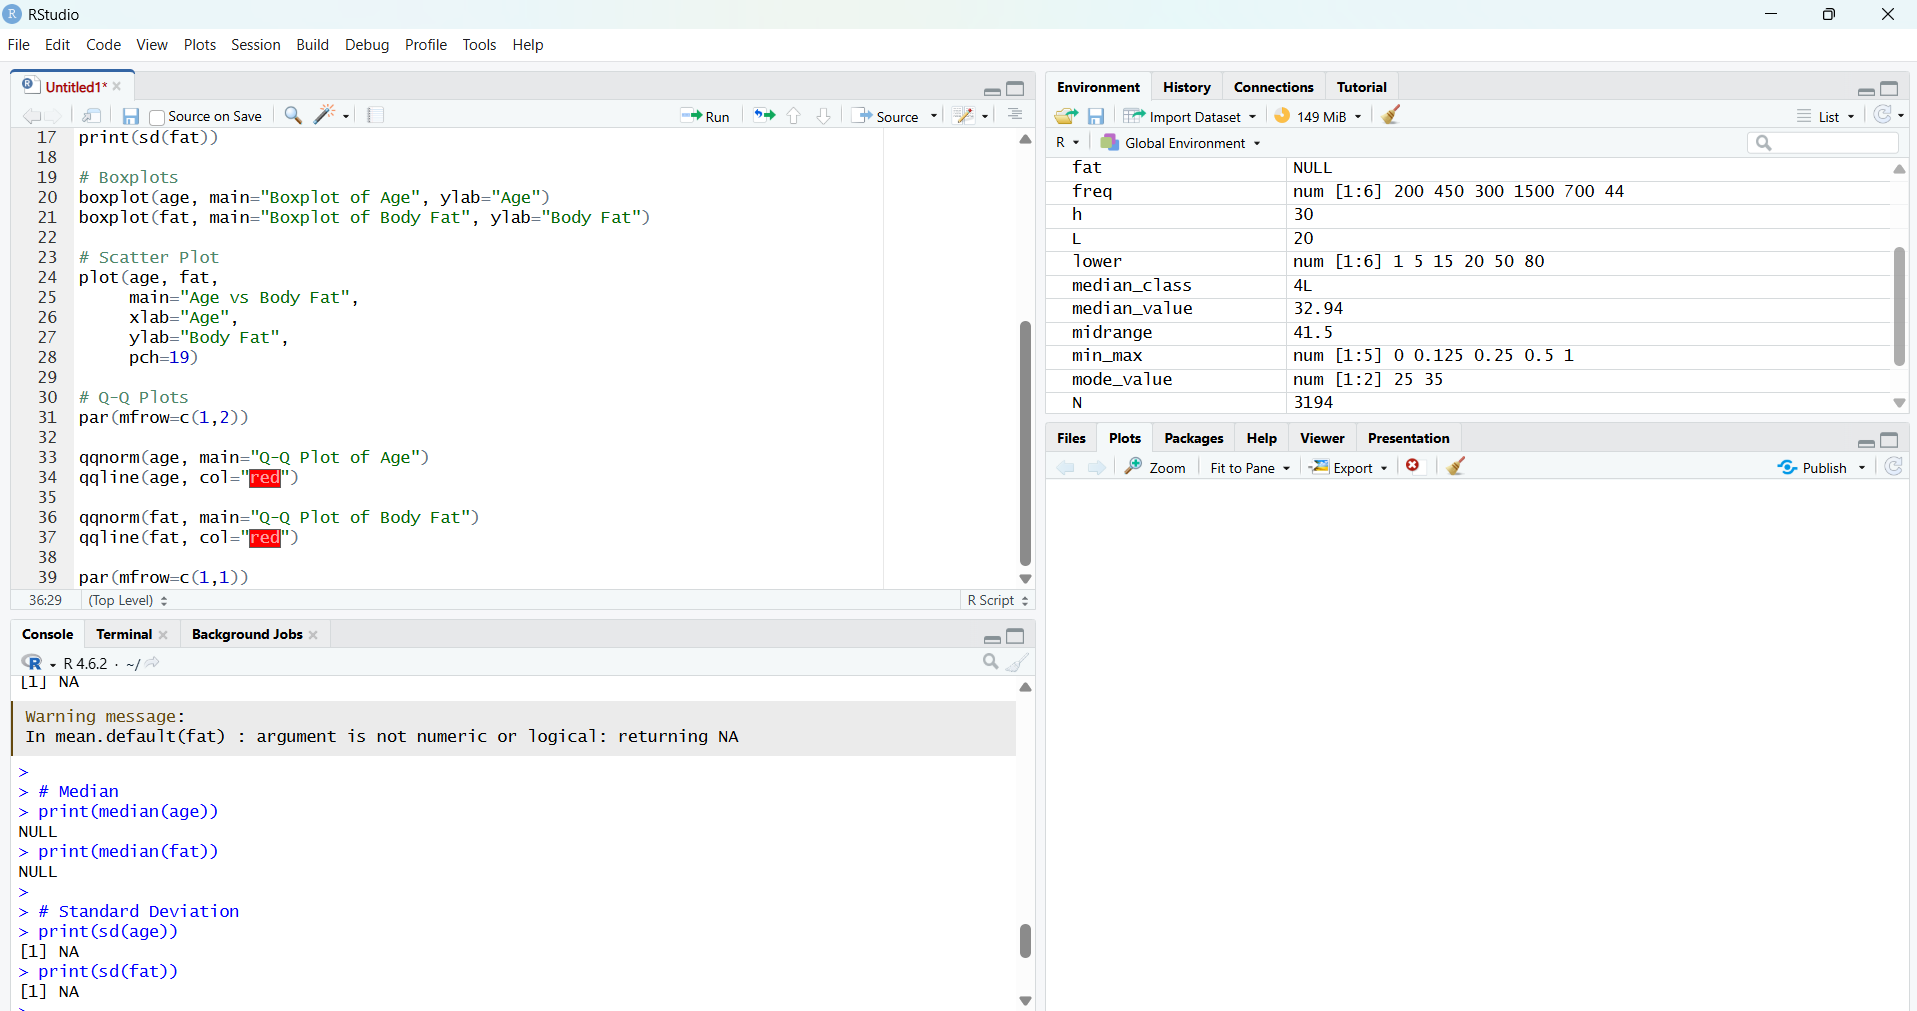 RStudio
File Edit Code View Plots Session Build Debug Profile Tools Help
Untitled1*
Source on Save Run Source
17 print(sd(fat))
18
19 # Boxplots
20 boxplot(age, main="Boxplot of Age", ylab="Age")
21 boxplot(fat, main="Boxplot of Body Fat", ylab="Body Fat")
22
23 # Scatter Plot
24 plot(age, fat,
25 main="Age vs Body Fat",
26 xlab="Age",
27 ylab="Body Fat",
28 pch=19)
29
30 # Q-Q Plots
31 par(mfrow=c(1,2))
32
33 qqnorm(age, main="Q-Q Plot of Age")
34 qqline(age, col="red")
35
36 qqnorm(fat, main="Q-Q Plot of Body Fat")
37 qqline(fat, col="red")
38
39 par(mfrow=c(1,1))
36:29 (Top Level) R Script
Console Terminal Background Jobs
R 4.6.2 · ~/
[1] NA
Warning message:
In mean.default(fat) : argument is not numeric or logical: returning NA
>
> # Median
> print(median(age))
NULL
> print(median(fat))
NULL
>
> # Standard Deviation
> print(sd(age))
[1] NA
> print(sd(fat))
[1] NA
>
Environment History Connections Tutorial
Import Dataset 149 MiB List
R Global Environment
fat NULL
freq num [1:6] 200 450 300 1500 700 44
h 30
L 20
lower num [1:6] 1 5 15 20 50 80
median_class 4L
median_value 32.94
midrange 41.5
min_max num [1:5] 0 0.125 0.25 0.5 1
mode_value num [1:2] 25 35
N 3194
Files Plots Packages Help Viewer Presentation
Zoom Fit to Pane Export Publish